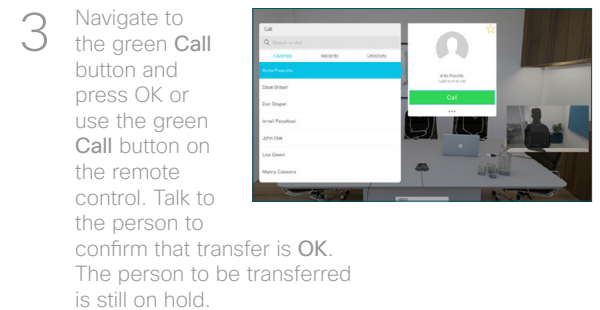 3
Navigate to
the green Call
button and
press OK or
use the green
Call button on
the remote
control. Talk to
the person to
confirm that transfer is OK.
The person to be transferred
is still on hold.
Call
Search or dial
Favorites Recents Directory
Dave Brown
Don Draper
John Doe
Lisa Green
Call